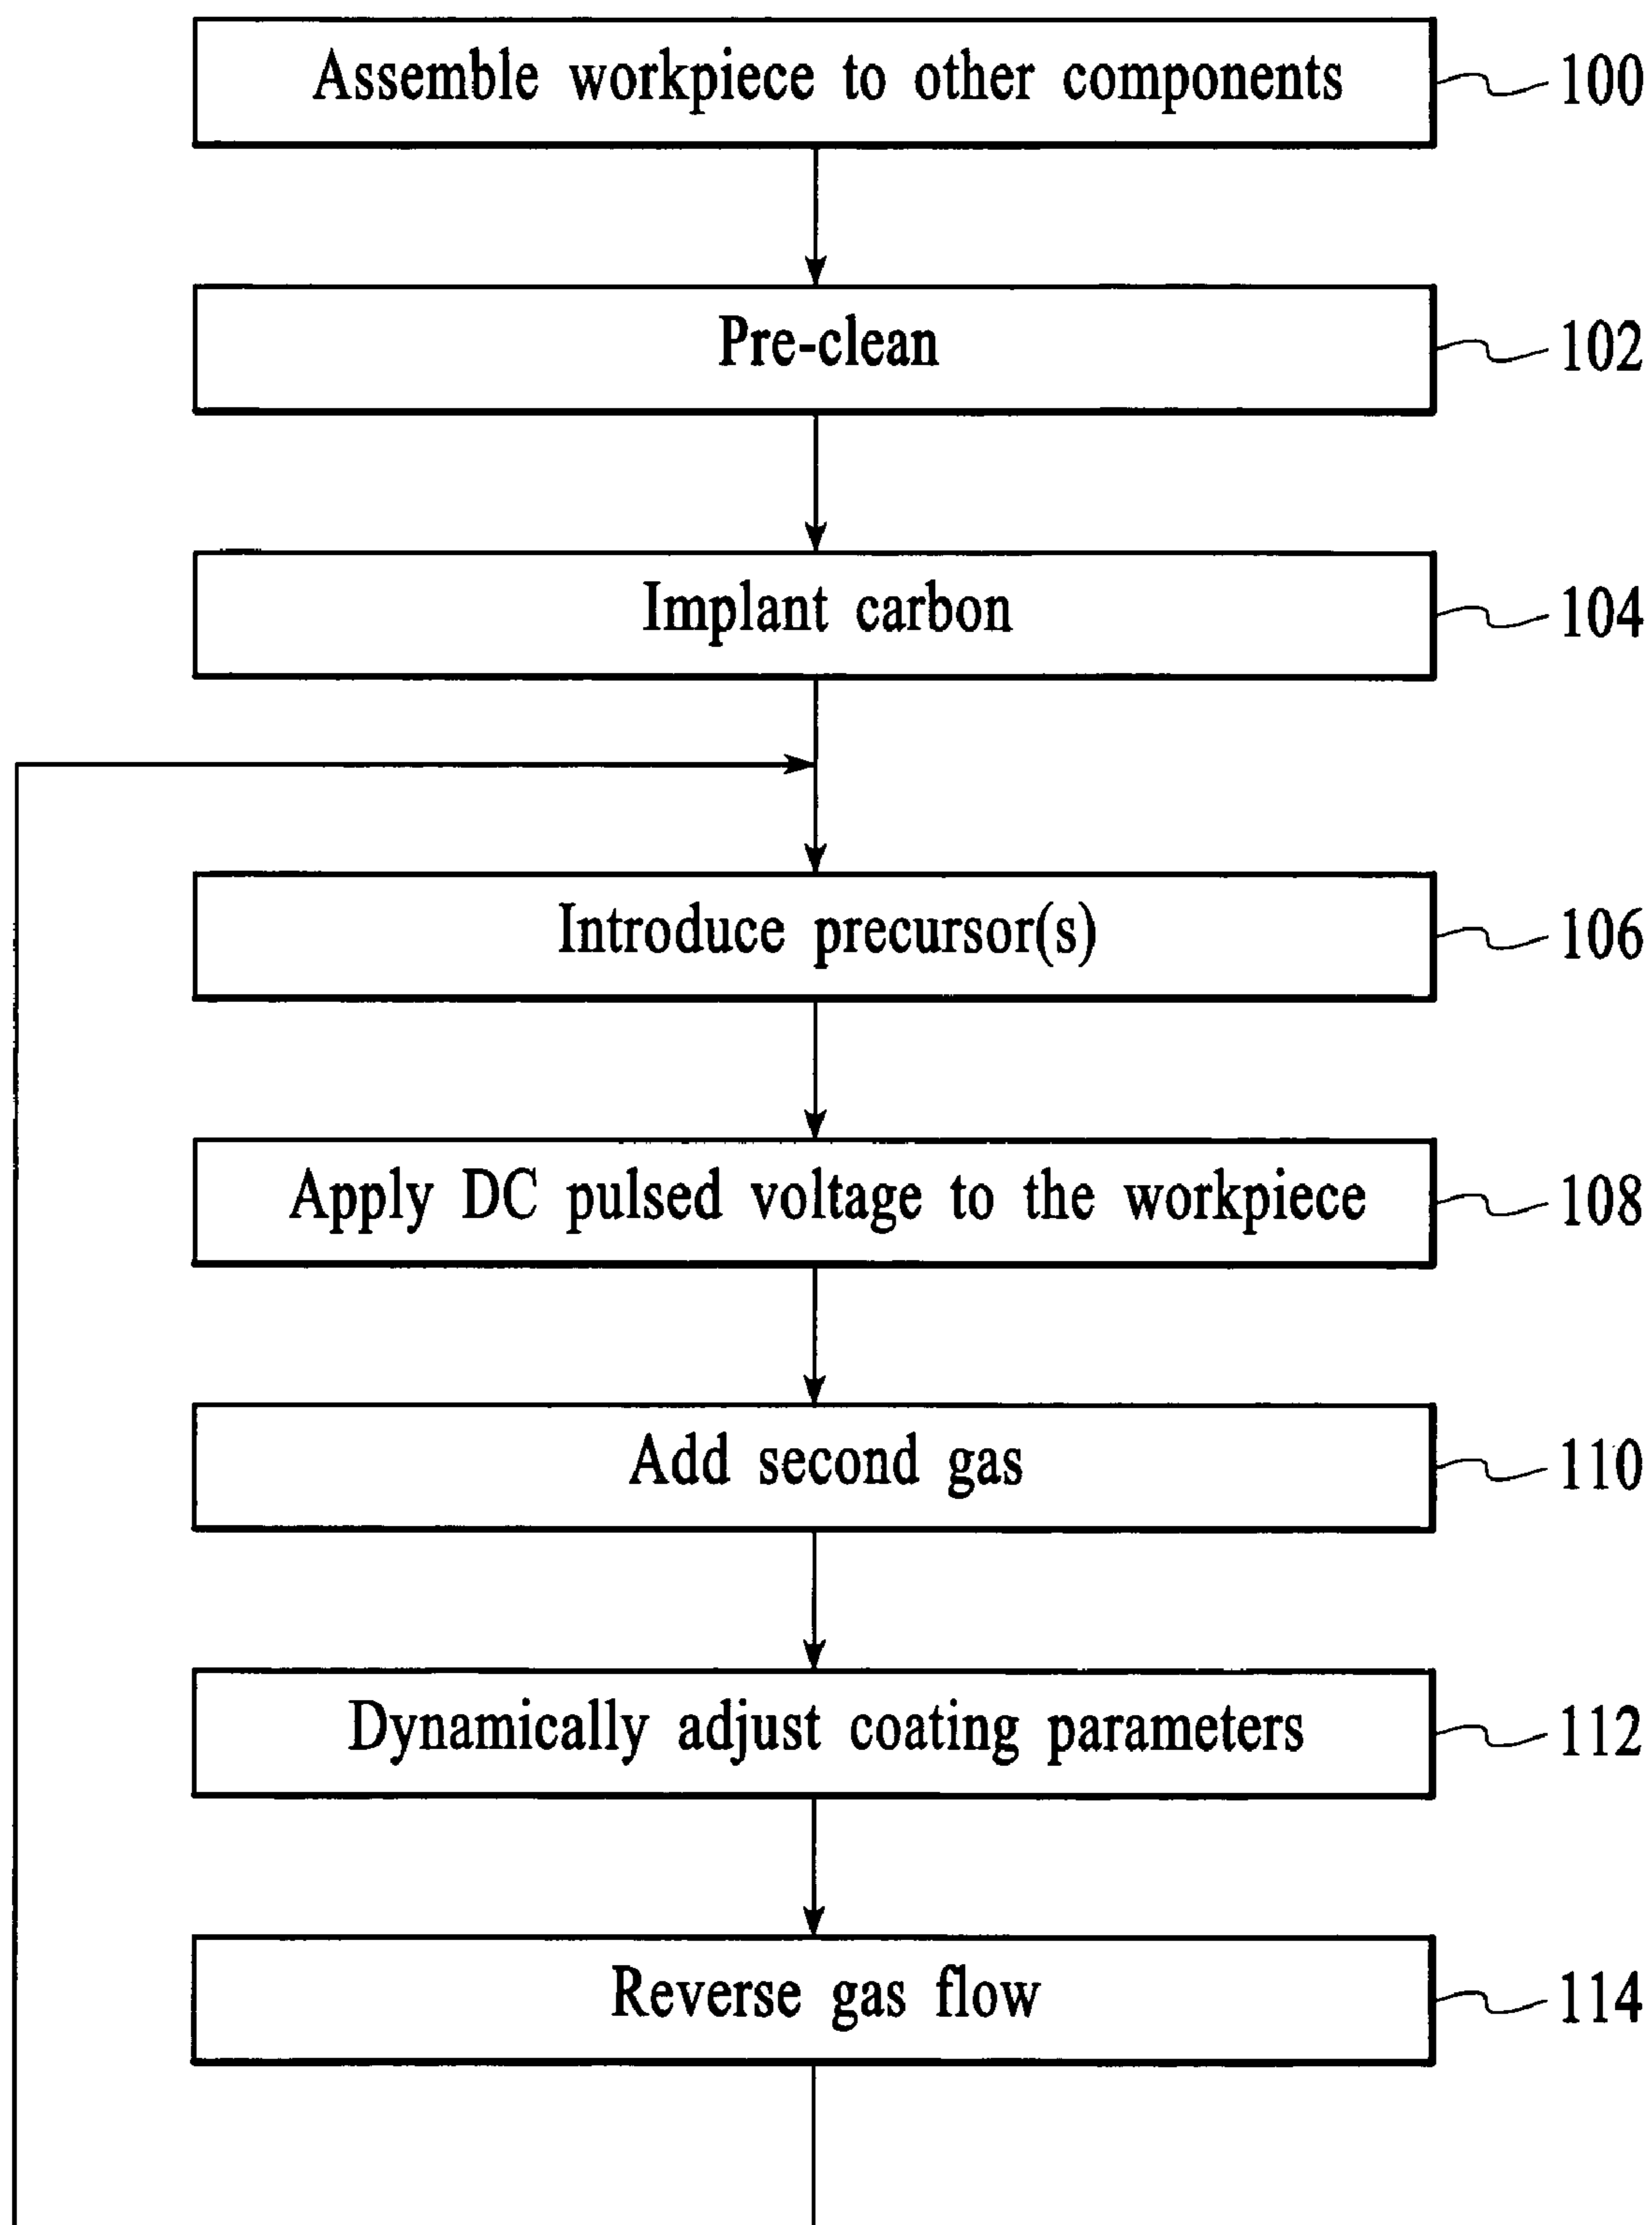 Assemble workpiece to other components
100
Pre-clean
102
Implant carbon
104
Introduce precursor(s)
106
Apply DC pulsed voltage to the workpiece
108
Add second gas
110
Dynamically adjust coating parameters
112
Reverse gas flow
114